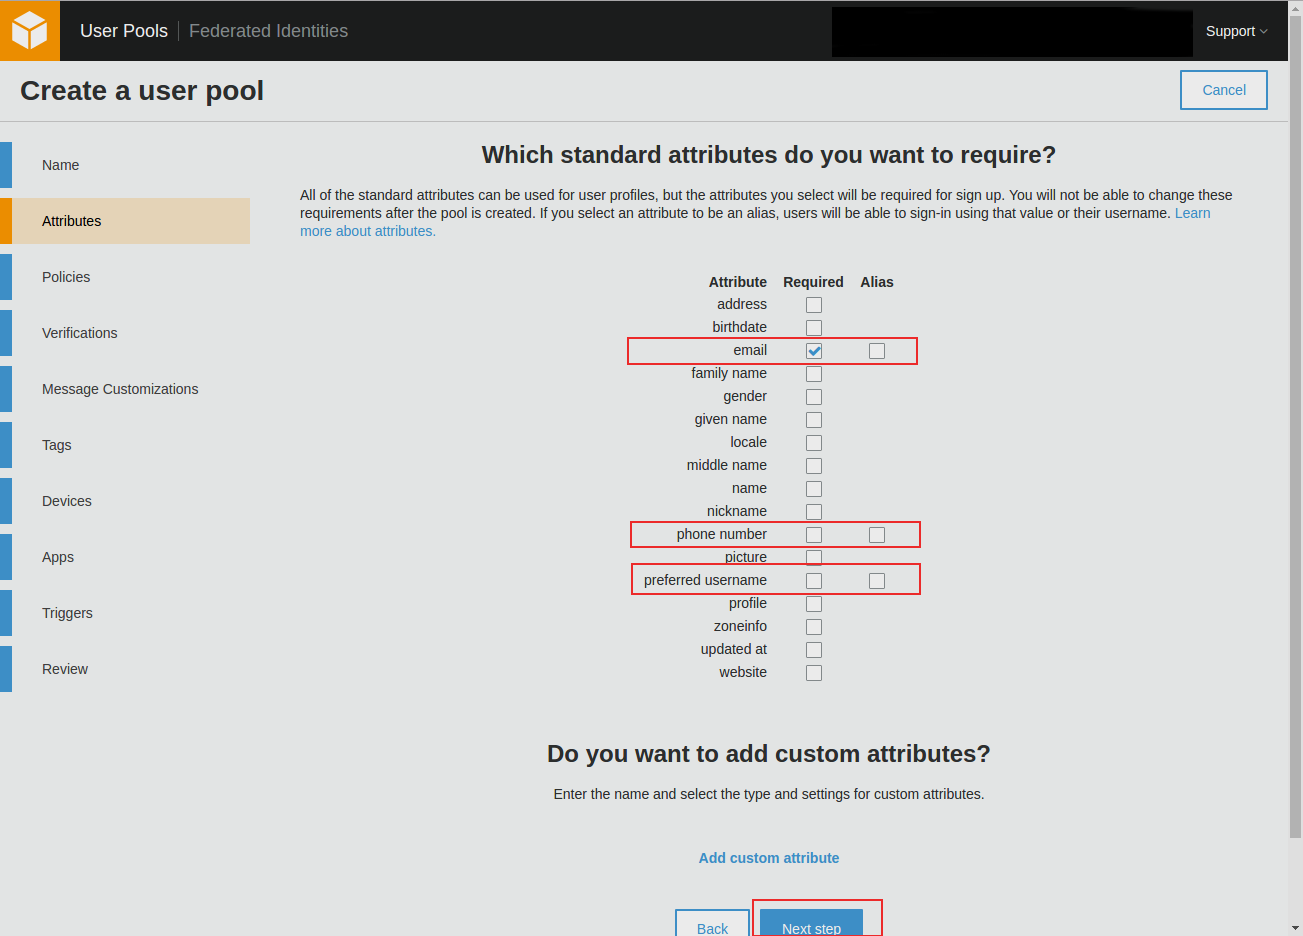 User Pools | Federated Identities
Support
Create a user pool
Cancel
Name
Attributes
Policies
Verifications
Message Customizations
Tags
Devices
Apps
Triggers
Review
Which standard attributes do you want to require?
All of the standard attributes can be used for user profiles, but the attributes you select will be required for sign up. You will not be able to change these
requirements after the pool is created. If you select an attribute to be an alias, users will be able to sign-in using that value or their username. Learn
more about attributes.
Attribute Required Alias
address
birthdate
email
family name
gender
given name
locale
middle name
name
nickname
phone number
picture
preferred username
profile
zoneinfo
updated at
website
Do you want to add custom attributes?
Enter the name and select the type and settings for custom attributes.
Add custom attribute
Back Next step